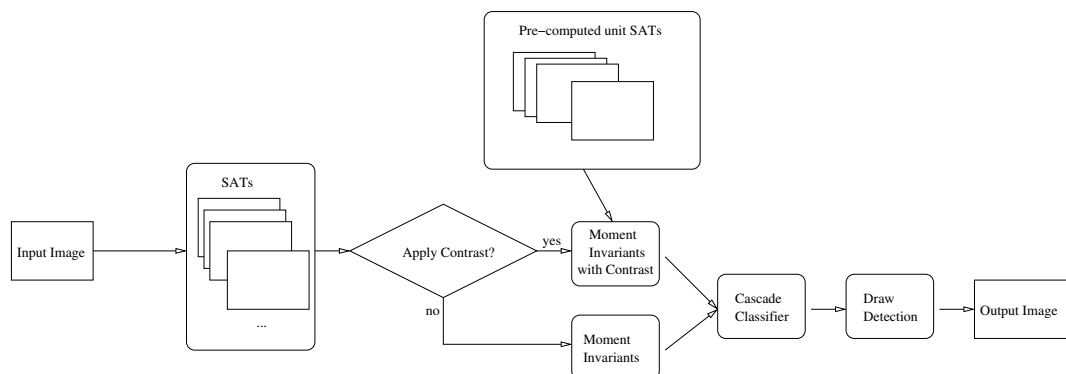 Pre−computed unit SATs
SATs
...
Input Image
Apply Contrast?
yes
no
Moment
Invariants
with Contrast
Moment
Invariants
Cascade
Classifier
Draw
Detection
Output Image